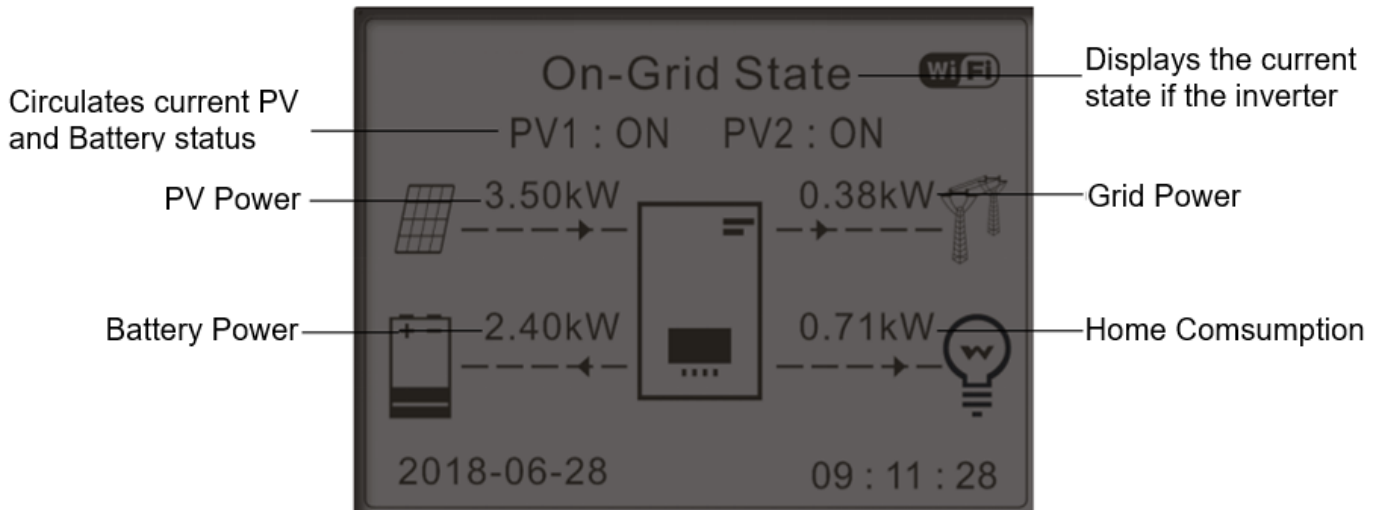 On-Grid State
WiFi
Displays the current
state if the inverter
Circulates current PV
and Battery status
PV1 : ON PV2 : ON
PV Power
3.50kW
0.38kW
Grid Power
Battery Power
+ -
2.40kW
0.71kW
Home Comsumption
2018-06-28
09 : 11 : 28